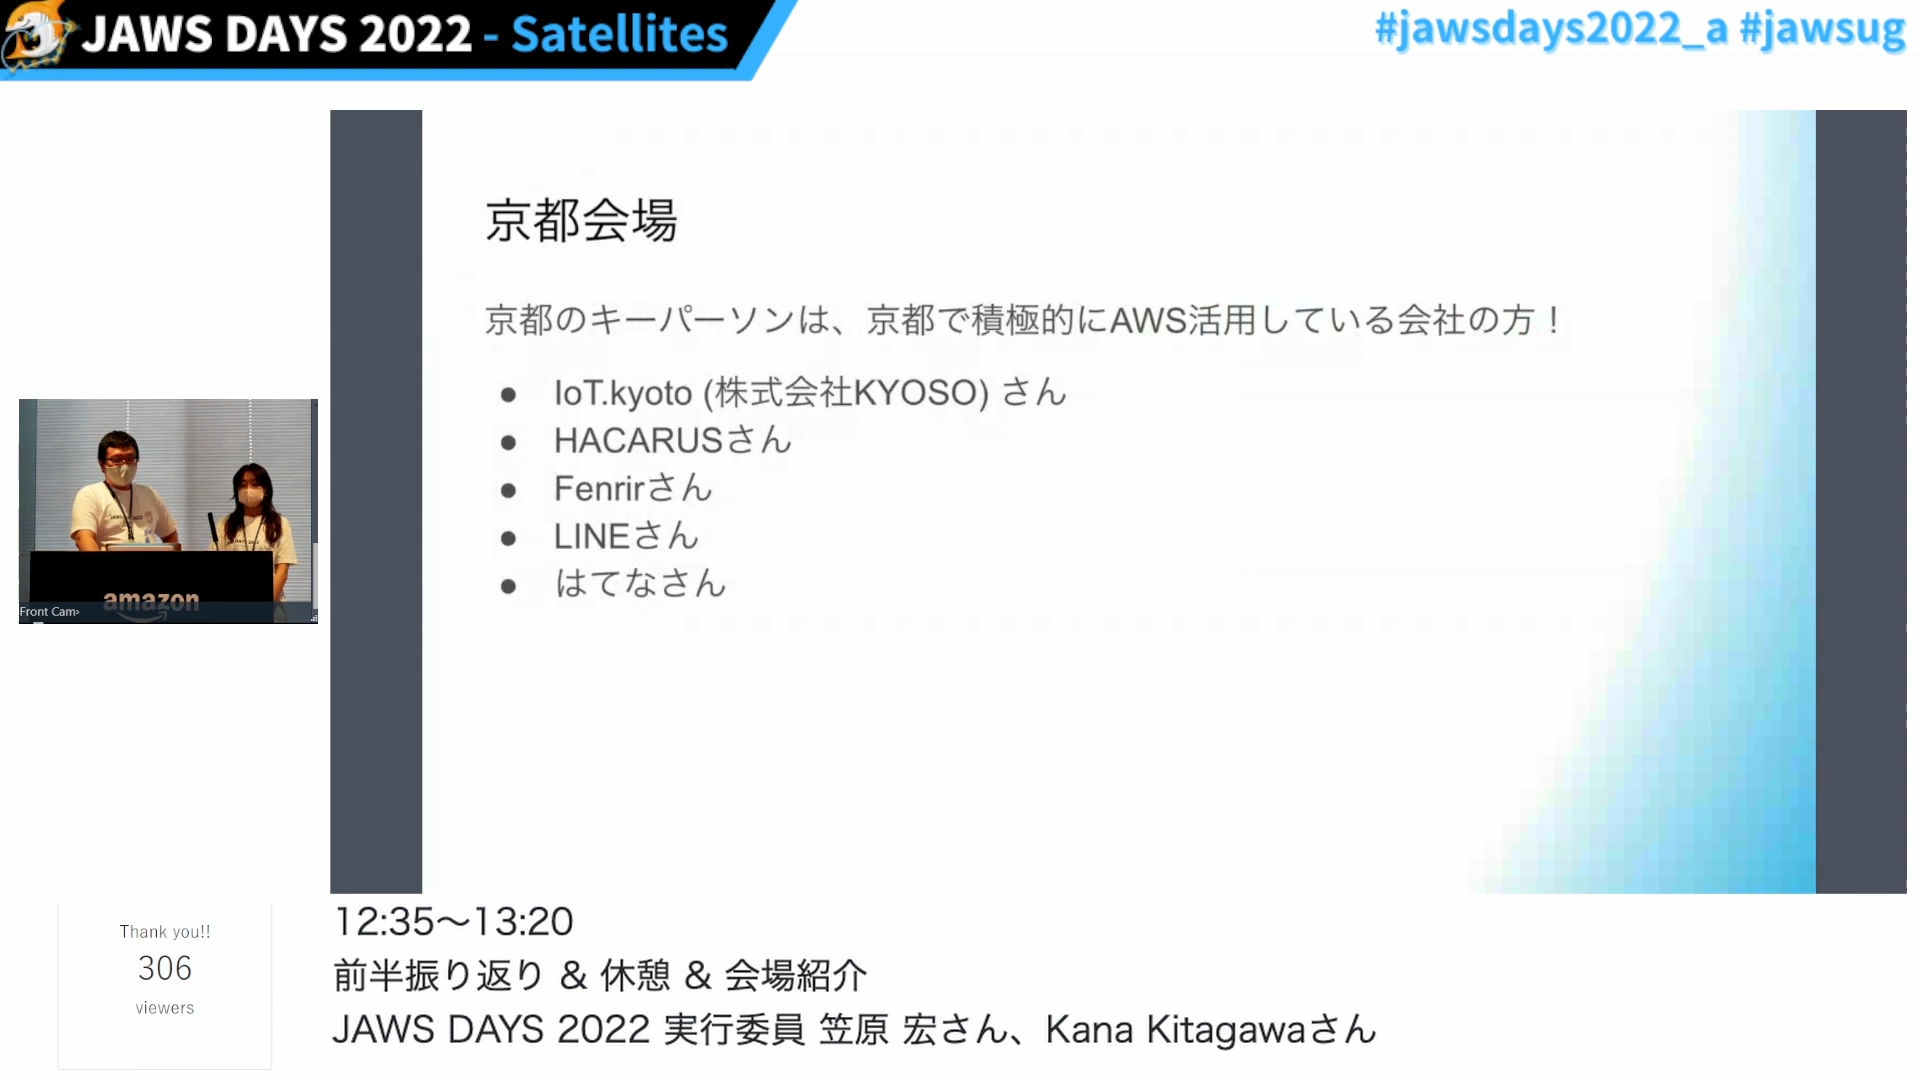 JAWS DAYS 2022 - Satellites
#jawsdays2022_a #jawsug
京都会場
京都のキーパーソンは、京都で積極的にAWS活用している会社の方！
● IoT.kyoto (株式会社KYOSO) さん
● HACARUSさん
● Fenrirさん
● LINEさん
● はてなさん
amazon
Front Cam
Thank you!!
306
viewers
12:35〜13:20
前半振り返り & 休憩 & 会場紹介
JAWS DAYS 2022 実行委員 笠原 宏さん、Kana Kitagawaさん